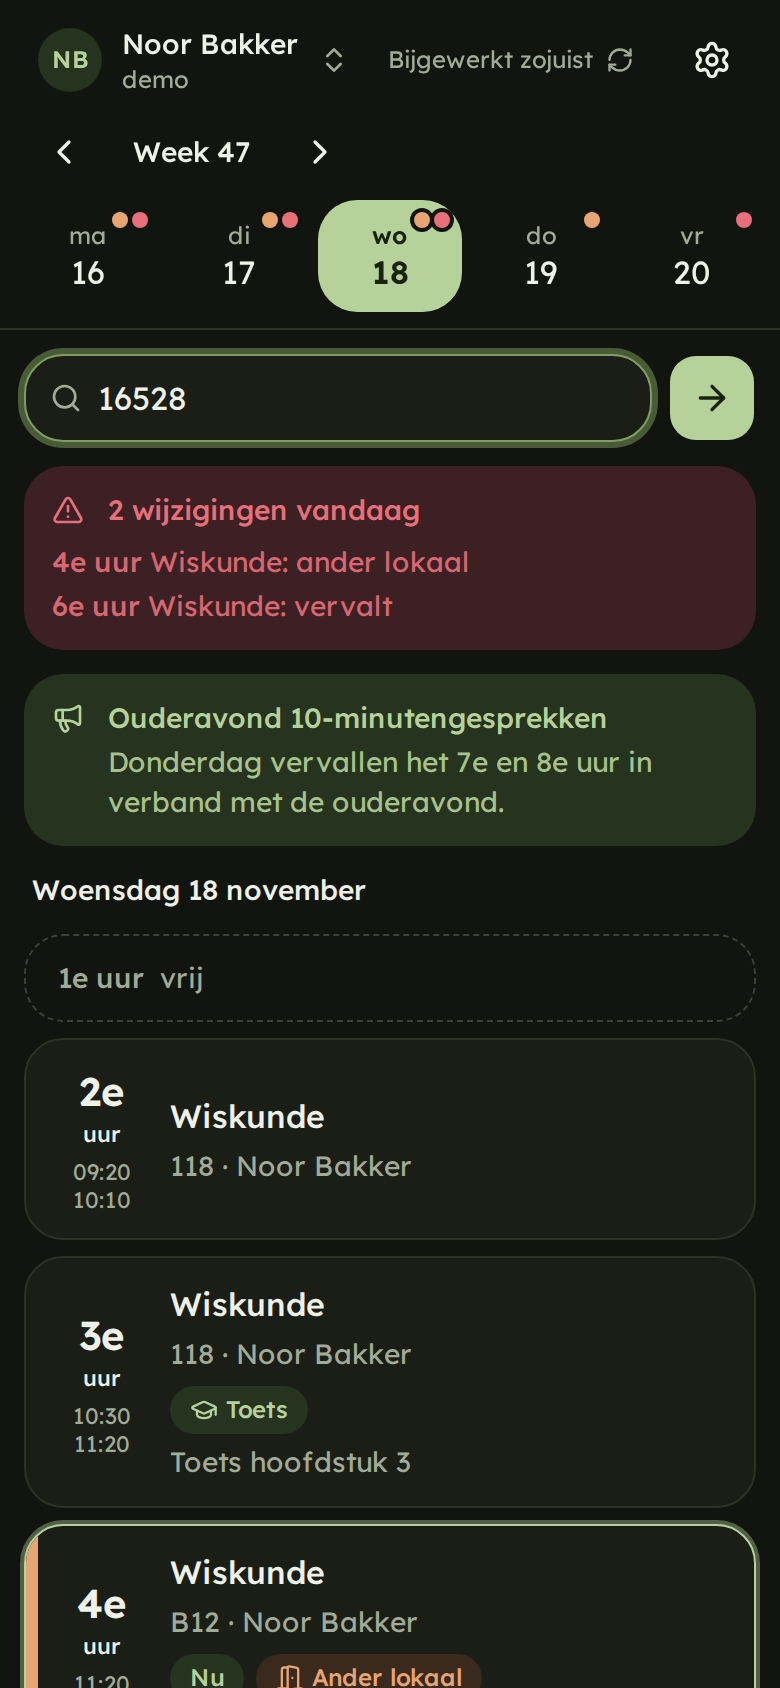 NB
Noor Bakker
demo
Bijgewerkt zojuist
Week 47
ma di wo do vr
16 17 18 19 20
16528
2 wijzigingen vandaag
4e uur Wiskunde: ander lokaal
6e uur Wiskunde: vervalt
Ouderavond 10-minutengesprekken
Donderdag vervallen het 7e en 8e uur in
verband met de ouderavond.
Woensdag 18 november
1e uur vrij
2e
uur
09:20
10:10
Wiskunde
118 · Noor Bakker
3e
uur
10:30
11:20
Wiskunde
118 · Noor Bakker
Toets
Toets hoofdstuk 3
4e
uur
11:20
Wiskunde
B12 · Noor Bakker
Nu Ander lokaal